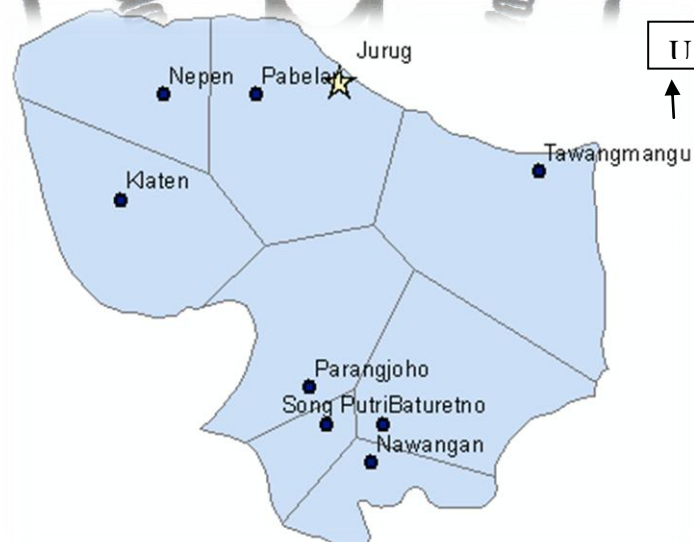 Jurug
U
Nepen
Pabelan
Tawangmangu
Klaten
Parangjoho
Song Putri
Baturetno
Nawangan